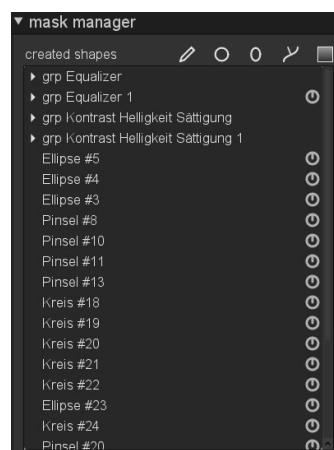 mask manager
created shapes
grp Equalizer
grp Equalizer 1
grp Kontrast Helligkeit Sättigung
grp Kontrast Helligkeit Sättigung 1
Ellipse #5
Ellipse #4
Ellipse #3
Pinsel #8
Pinsel #10
Pinsel #11
Pinsel #13
Kreis #18
Kreis #19
Kreis #20
Kreis #21
Kreis #22
Ellipse #23
Kreis #24
Pinsel #20